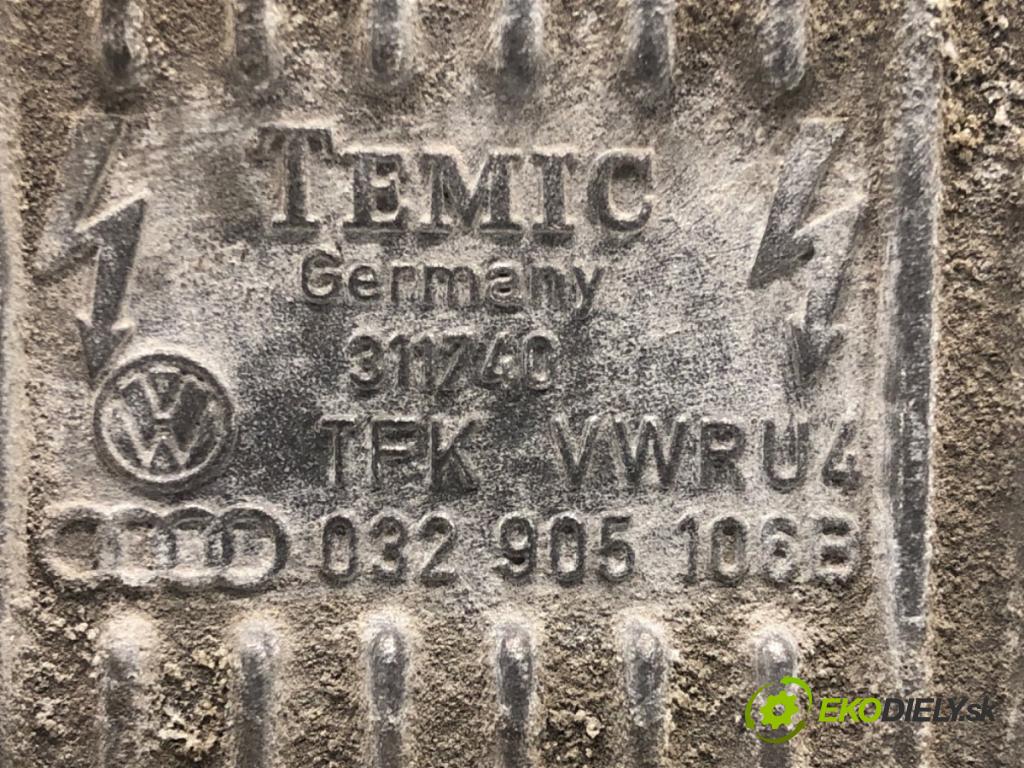 TEMIC
Germany
311740
TFK VWRU4
032 905 106B
EKODIELY.sk